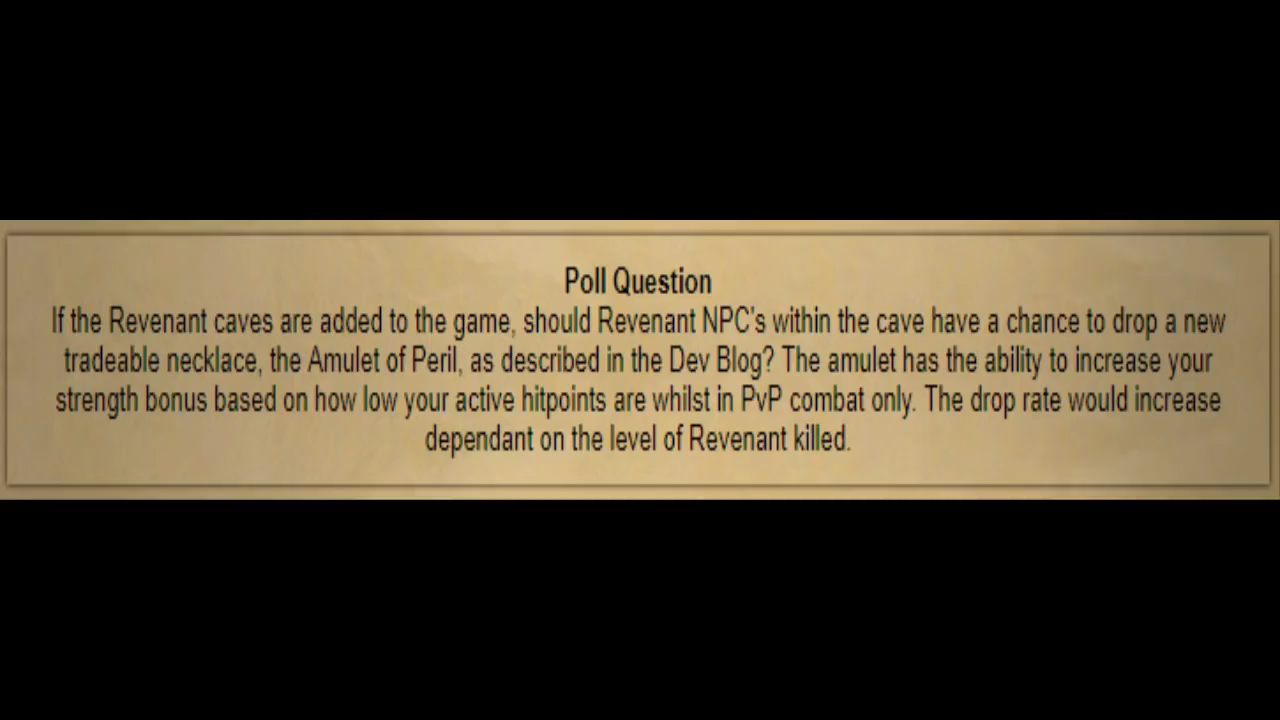 Poll Question
If the Revenant caves are added to the game, should Revenant NPC's within the cave have a chance to drop a new
tradeable necklace, the Amulet of Peril, as described in the Dev Blog? The amulet has the ability to increase your
strength bonus based on how low your active hitpoints are whilst in PvP combat only. The drop rate would increase
dependant on the level of Revenant killed.